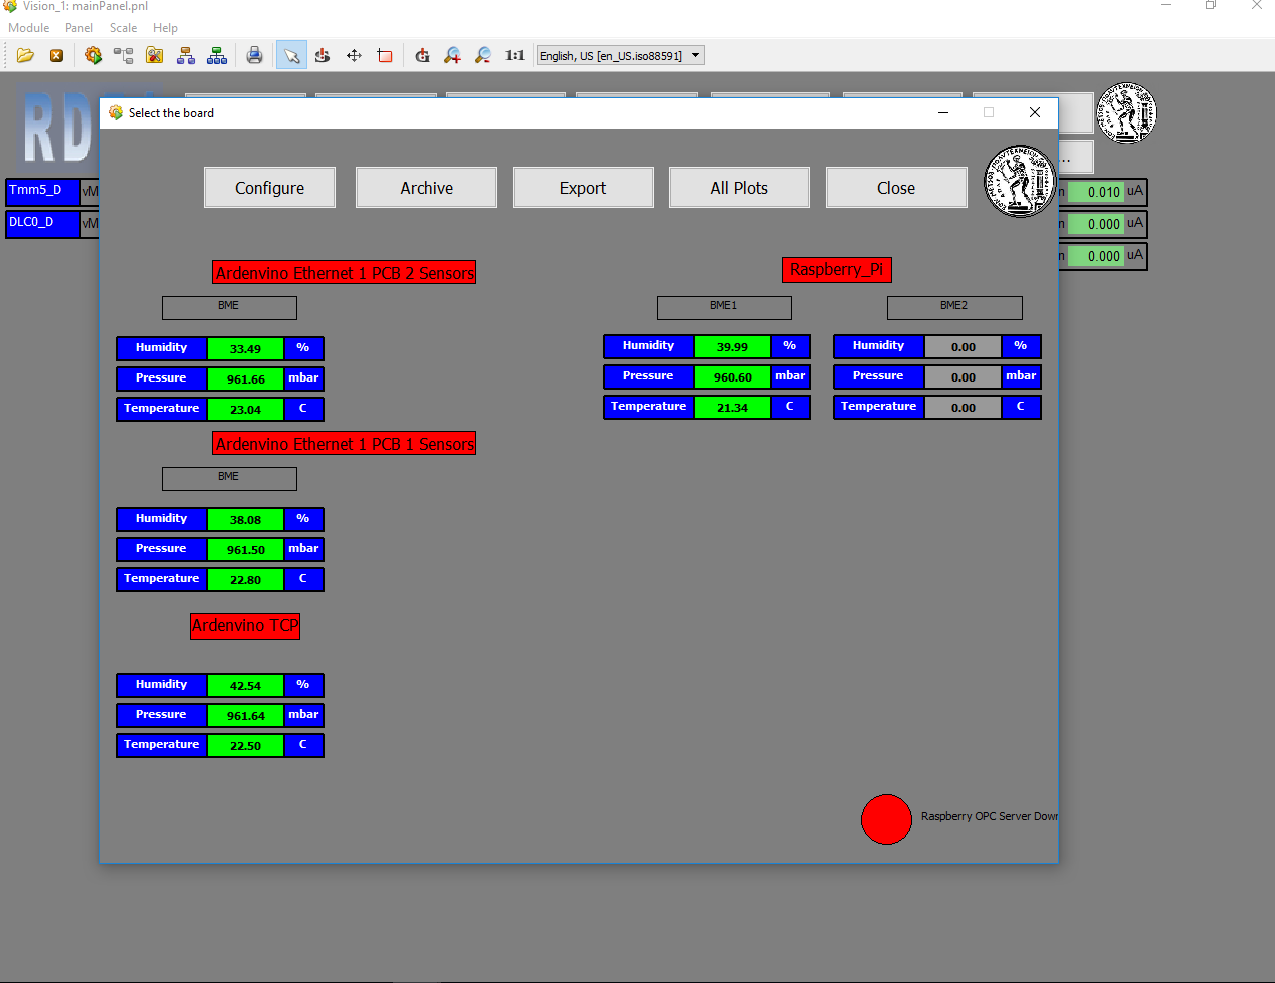 Vision_1: mainPanel.pnl
Module Panel Scale Help
1:1 English, US [en_US.iso88591]
RD
Select the board
...
Tmm5_D vM
DLC0_D vM
0.010 uA
0.000 uA
0.000 uA
Configure Archive Export All Plots Close
Ardenvino Ethernet 1 PCB 2 Sensors
BME
Humidity 33.49 %
Pressure 961.66 mbar
Temperature 23.04 C
Ardenvino Ethernet 1 PCB 1 Sensors
BME
Humidity 38.08 %
Pressure 961.50 mbar
Temperature 22.80 C
Ardenvino TCP
Humidity 42.54 %
Pressure 961.64 mbar
Temperature 22.50 C
Raspberry_Pi
BME1
Humidity 39.99 %
Pressure 960.60 mbar
Temperature 21.34 C
BME2
Humidity 0.00 %
Pressure 0.00 mbar
Temperature 0.00 C
Raspberry OPC Server Down